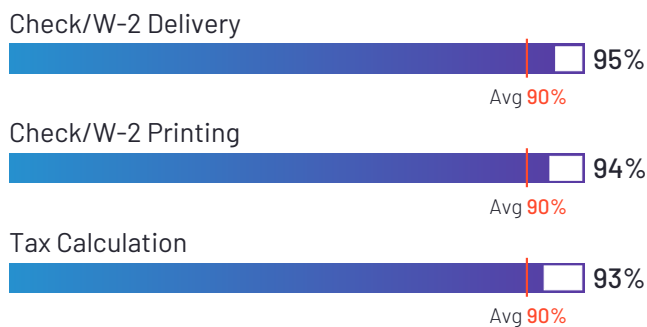 Check/W-2 Delivery
95%
Avg 90%
Check/W-2 Printing
94%
Avg 90%
Tax Calculation
93%
Avg 90%